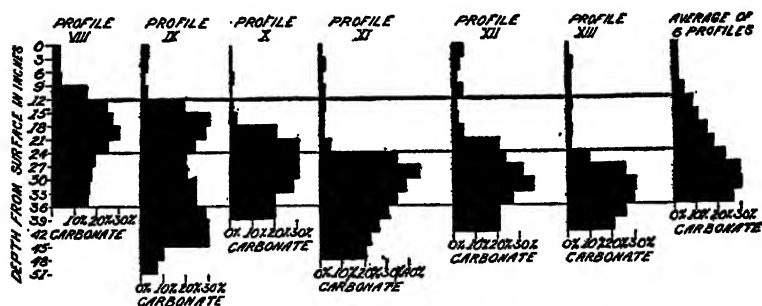 PROFILE VIII
PROFILE IX
PROFILE X
PROFILE XI
PROFILE XII
PROFILE XIII
AVERAGE OF 6 PROFILES
DEPTH FROM SURFACE IN INCHES
0
3
6
9
12
15
18
21
24
27
30
33
36
39
42
45
48
51
10% 20% 30%
CARBONATE
0% 10% 20% 30%
CARBONATE
0% 10% 20% 30%
CARBONATE
0% 10% 20% 30% 40%
CARBONATE
0% 10% 20% 30%
CARBONATE
0% 10% 20% 30%
CARBONATE
0% 10% 20% 30%
CARBONATE